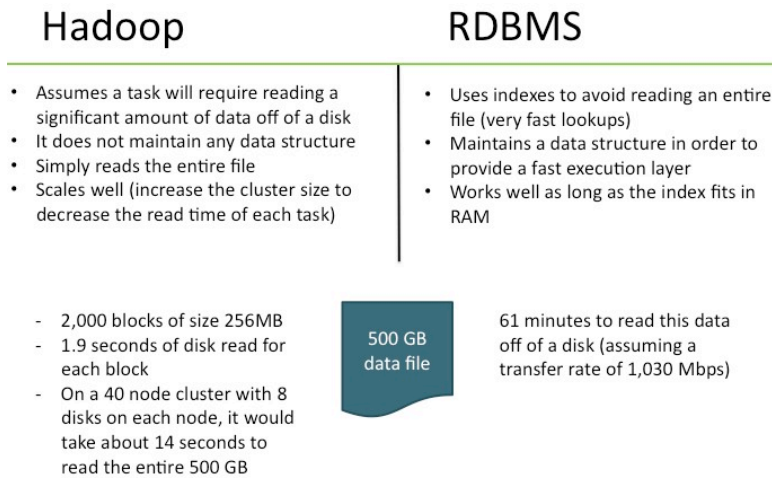 Hadoop
RDBMS
• Assumes a task will require reading a
significant amount of data off of a disk
• It does not maintain any data structure
• Simply reads the entire file
• Scales well (increase the cluster size to
decrease the read time of each task)
• Uses indexes to avoid reading an entire
file (very fast lookups)
• Maintains a data structure in order to
provide a fast execution layer
• Works well as long as the index fits in
RAM
- 2,000 blocks of size 256MB
- 1.9 seconds of disk read for
each block
- On a 40 node cluster with 8
disks on each node, it would
take about 14 seconds to
read the entire 500 GB
500 GB
data file
61 minutes to read this data
off of a disk (assuming a
transfer rate of 1,030 Mbps)